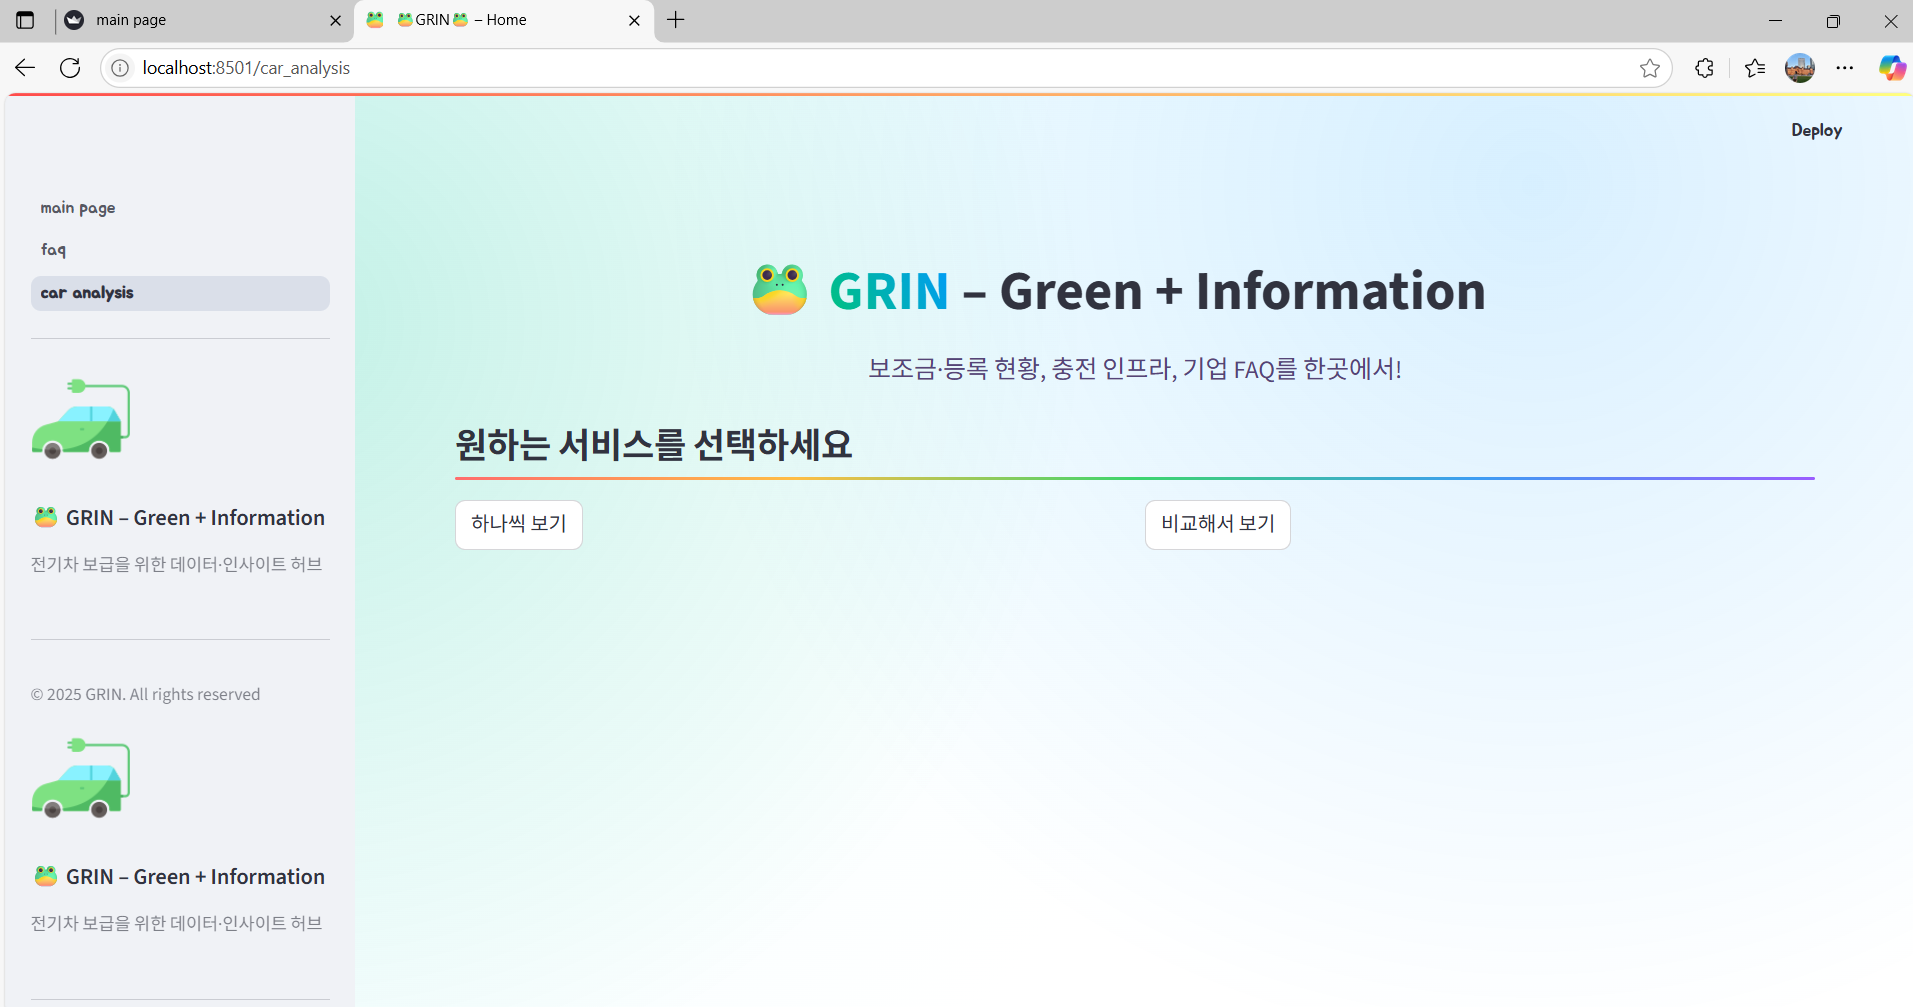 main page
GRIN – Home
localhost:8501/car_analysis
Deploy
main page
faq
car analysis
GRIN – Green + Information
전기차 보급을 위한 데이터·인사이트 허브
© 2025 GRIN. All rights reserved
GRIN – Green + Information
전기차 보급을 위한 데이터·인사이트 허브
GRIN – Green + Information
보조금·등록 현황, 충전 인프라, 기업 FAQ를 한곳에서!
원하는 서비스를 선택하세요
하나씩 보기
비교해서 보기